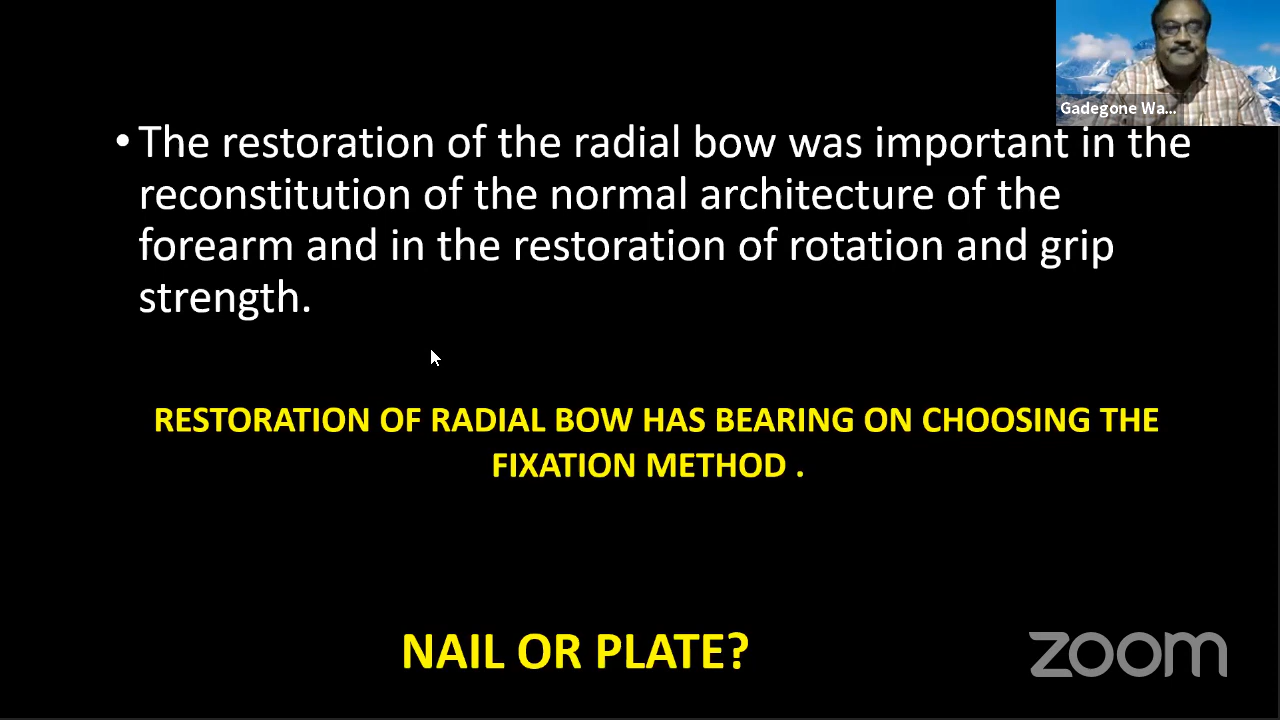 Gadegone Wa...
• The restoration of the radial bow was important in the
reconstitution of the normal architecture of the
forearm and in the restoration of rotation and grip
strength.
RESTORATION OF RADIAL BOW HAS BEARING ON CHOOSING THE
FIXATION METHOD .
NAIL OR PLATE?
zoom